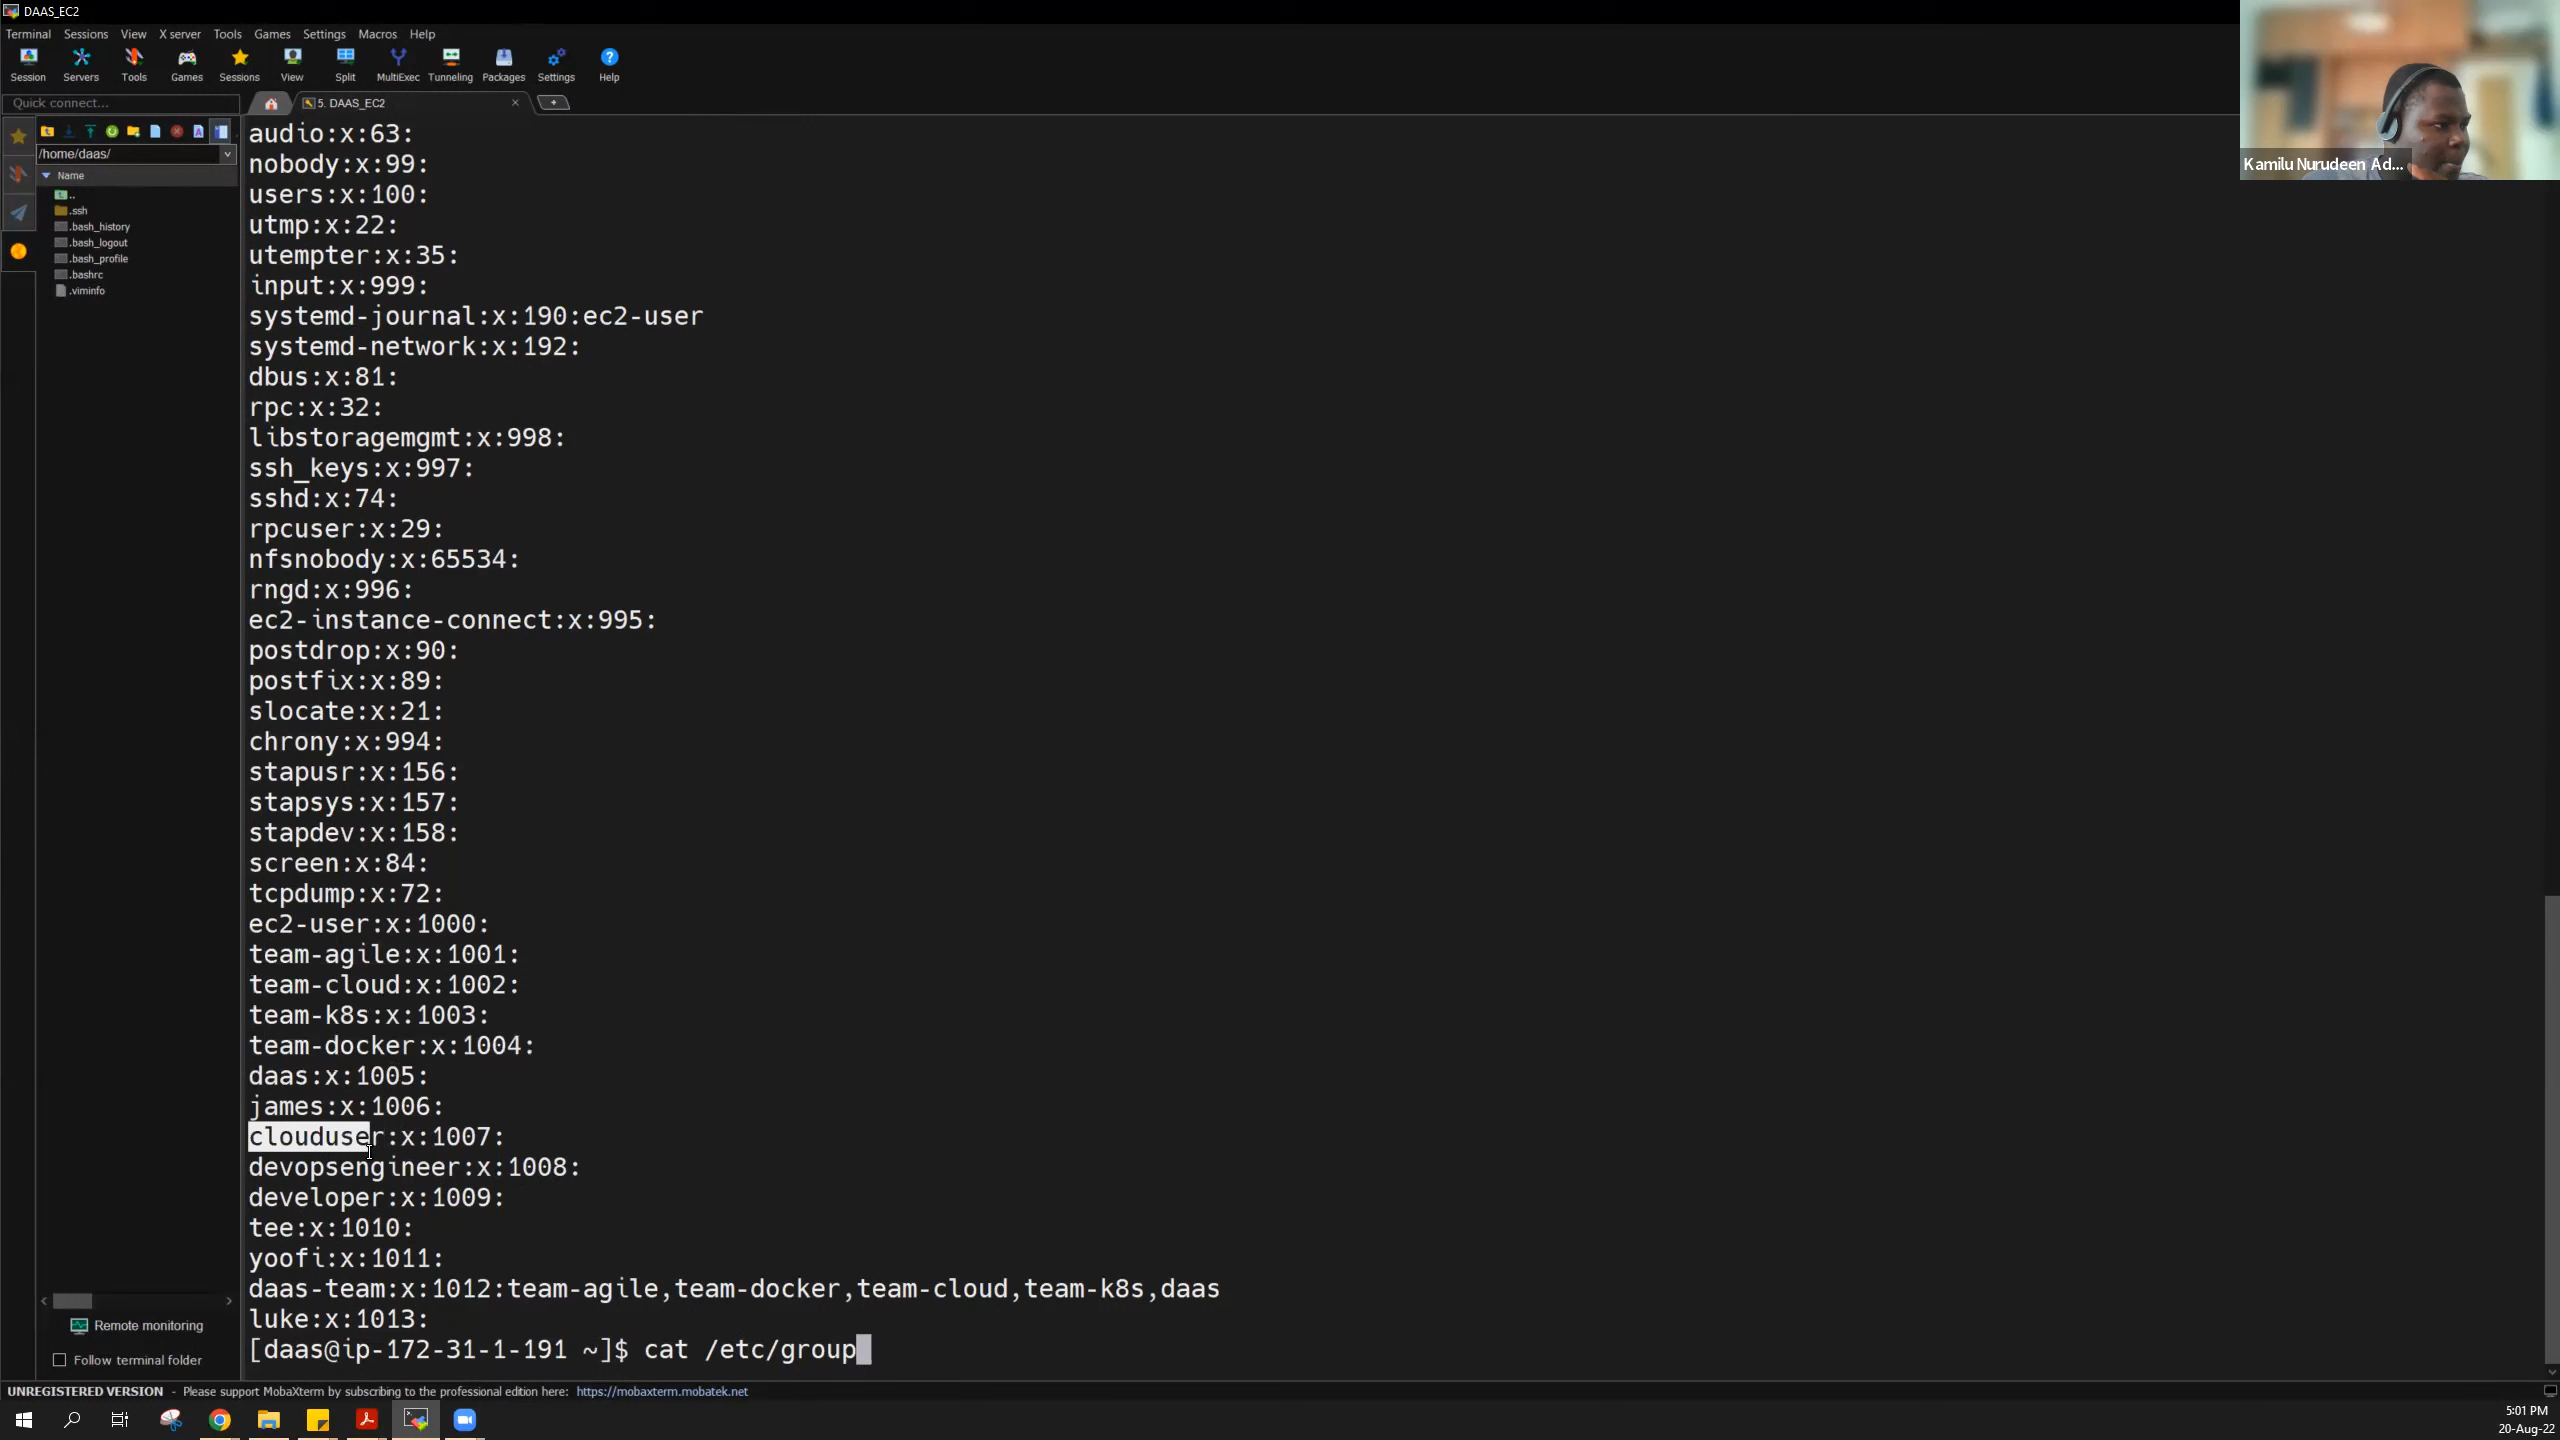 DAAS_EC2
Terminal Sessions View X server Tools Games Settings Macros Help
Session Servers Tools Games Sessions View Split MultiExec Tunneling Packages Settings Help
Quick connect...
5. DAAS_EC2
/home/daas/
Name
..
.ssh
.bash_history
.bash_logout
.bash_profile
.bashrc
.viminfo
audio:x:63:
nobody:x:99:
users:x:100:
utmp:x:22:
utempter:x:35:
input:x:999:
systemd-journal:x:190:ec2-user
systemd-network:x:192:
dbus:x:81:
rpc:x:32:
libstoragemgmt:x:998:
ssh_keys:x:997:
sshd:x:74:
rpcuser:x:29:
nfsnobody:x:65534:
rngd:x:996:
ec2-instance-connect:x:995:
postdrop:x:90:
postfix:x:89:
slocate:x:21:
chrony:x:994:
stapusr:x:156:
stapsys:x:157:
stapdev:x:158:
screen:x:84:
tcpdump:x:72:
ec2-user:x:1000:
team-agile:x:1001:
team-cloud:x:1002:
team-k8s:x:1003:
team-docker:x:1004:
daas:x:1005:
james:x:1006:
clouduser:x:1007:
devopsengineer:x:1008:
developer:x:1009:
tee:x:1010:
yoofi:x:1011:
daas-team:x:1012:team-agile,team-docker,team-cloud,team-k8s,daas
luke:x:1013:
[daas@ip-172-31-1-191 ~]$ cat /etc/group
Remote monitoring
Follow terminal folder
UNREGISTERED VERSION - Please support MobaXterm by subscribing to the professional edition here: https://mobaxterm.mobatek.net
Kamilu Nurudeen Ad...
5:01 PM
20-Aug-22